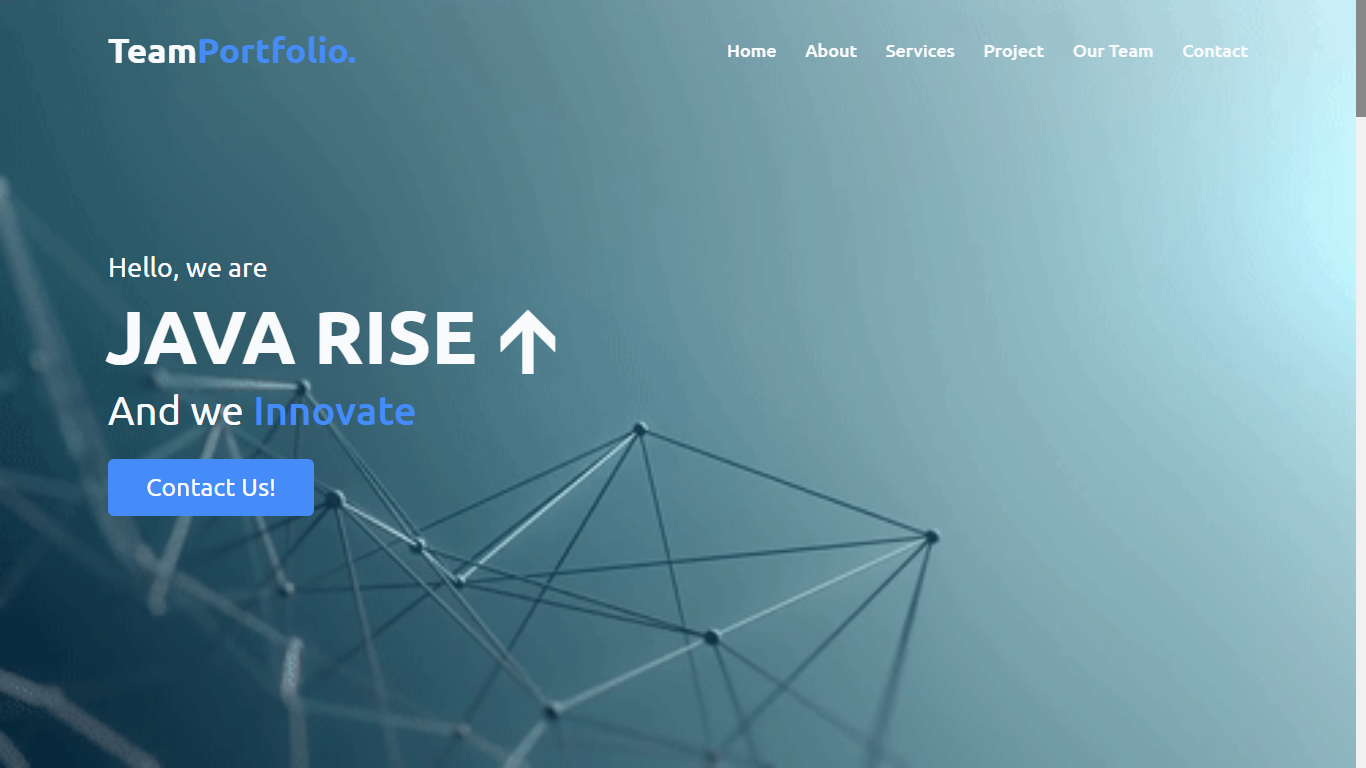 TeamPortfolio.
Home About Services Project Our Team Contact
Hello, we are
JAVA RISE ↑
And we Innovate
Contact Us!